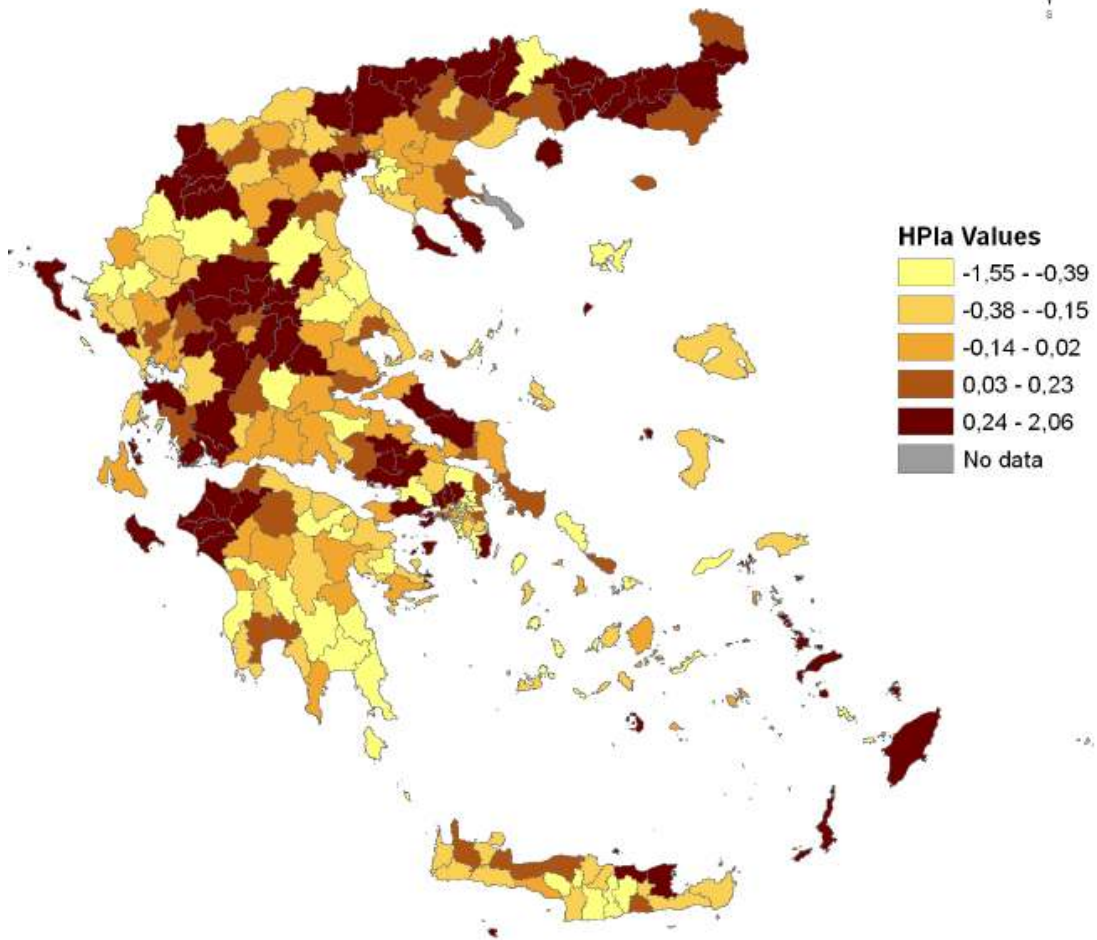 S
HPIa Values
-1,55 - -0,39
-0,38 - -0,15
-0,14 - 0,02
0,03 - 0,23
0,24 - 2,06
No data